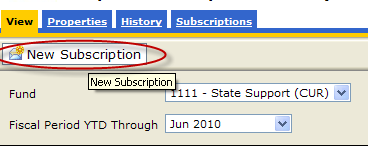 View Properties History Subscriptions
New Subscription
New Subscription
Fund 1111 - State Support (CUR)
Fiscal Period YTD Through Jun 2010